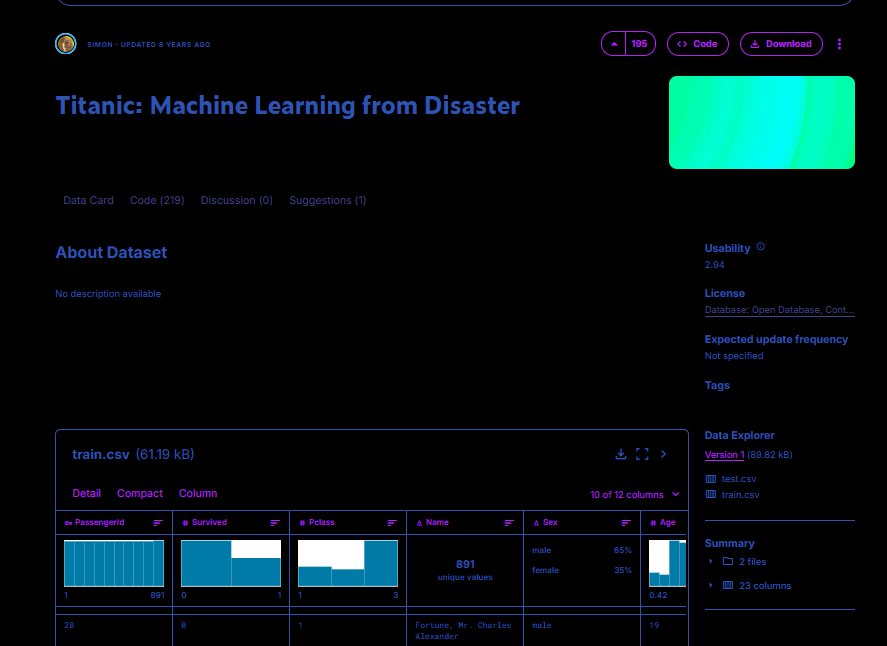 SIMON · UPDATED 8 YEARS AGO
195
Code
Download
Titanic: Machine Learning from Disaster
Data Card
Code (219)
Discussion (0)
Suggestions (1)
About Dataset
No description available
Usability
2.94
License
Database: Open Database, Cont...
Expected update frequency
Not specified
Tags
train.csv (61.19 kB)
Detail
Compact
Column
10 of 12 columns
PassengerId
Survived
# Pclass
Name
Sex
# Age
1
891
0
1
1
3
891
unique values
male 65%
female 35%
0.42
28
0
1
Fortune, Mr. Charles
Alexander
male
19
Data Explorer
Version 1 (89.82 kB)
test.csv
train.csv
Summary
2 files
23 columns